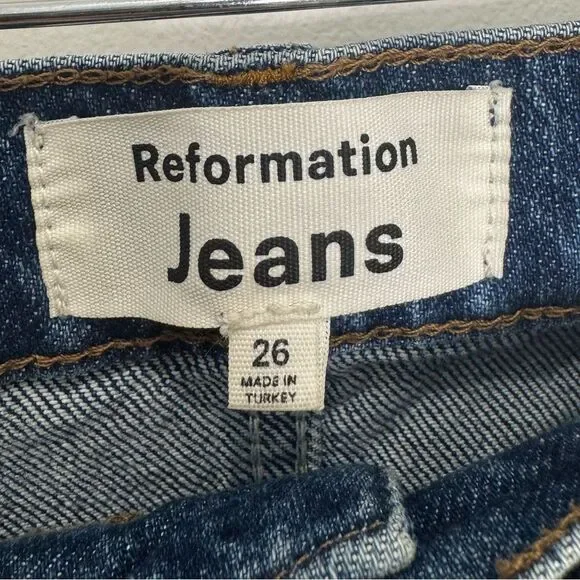 Reformation
Jeans
26
MADE IN
TURKEY